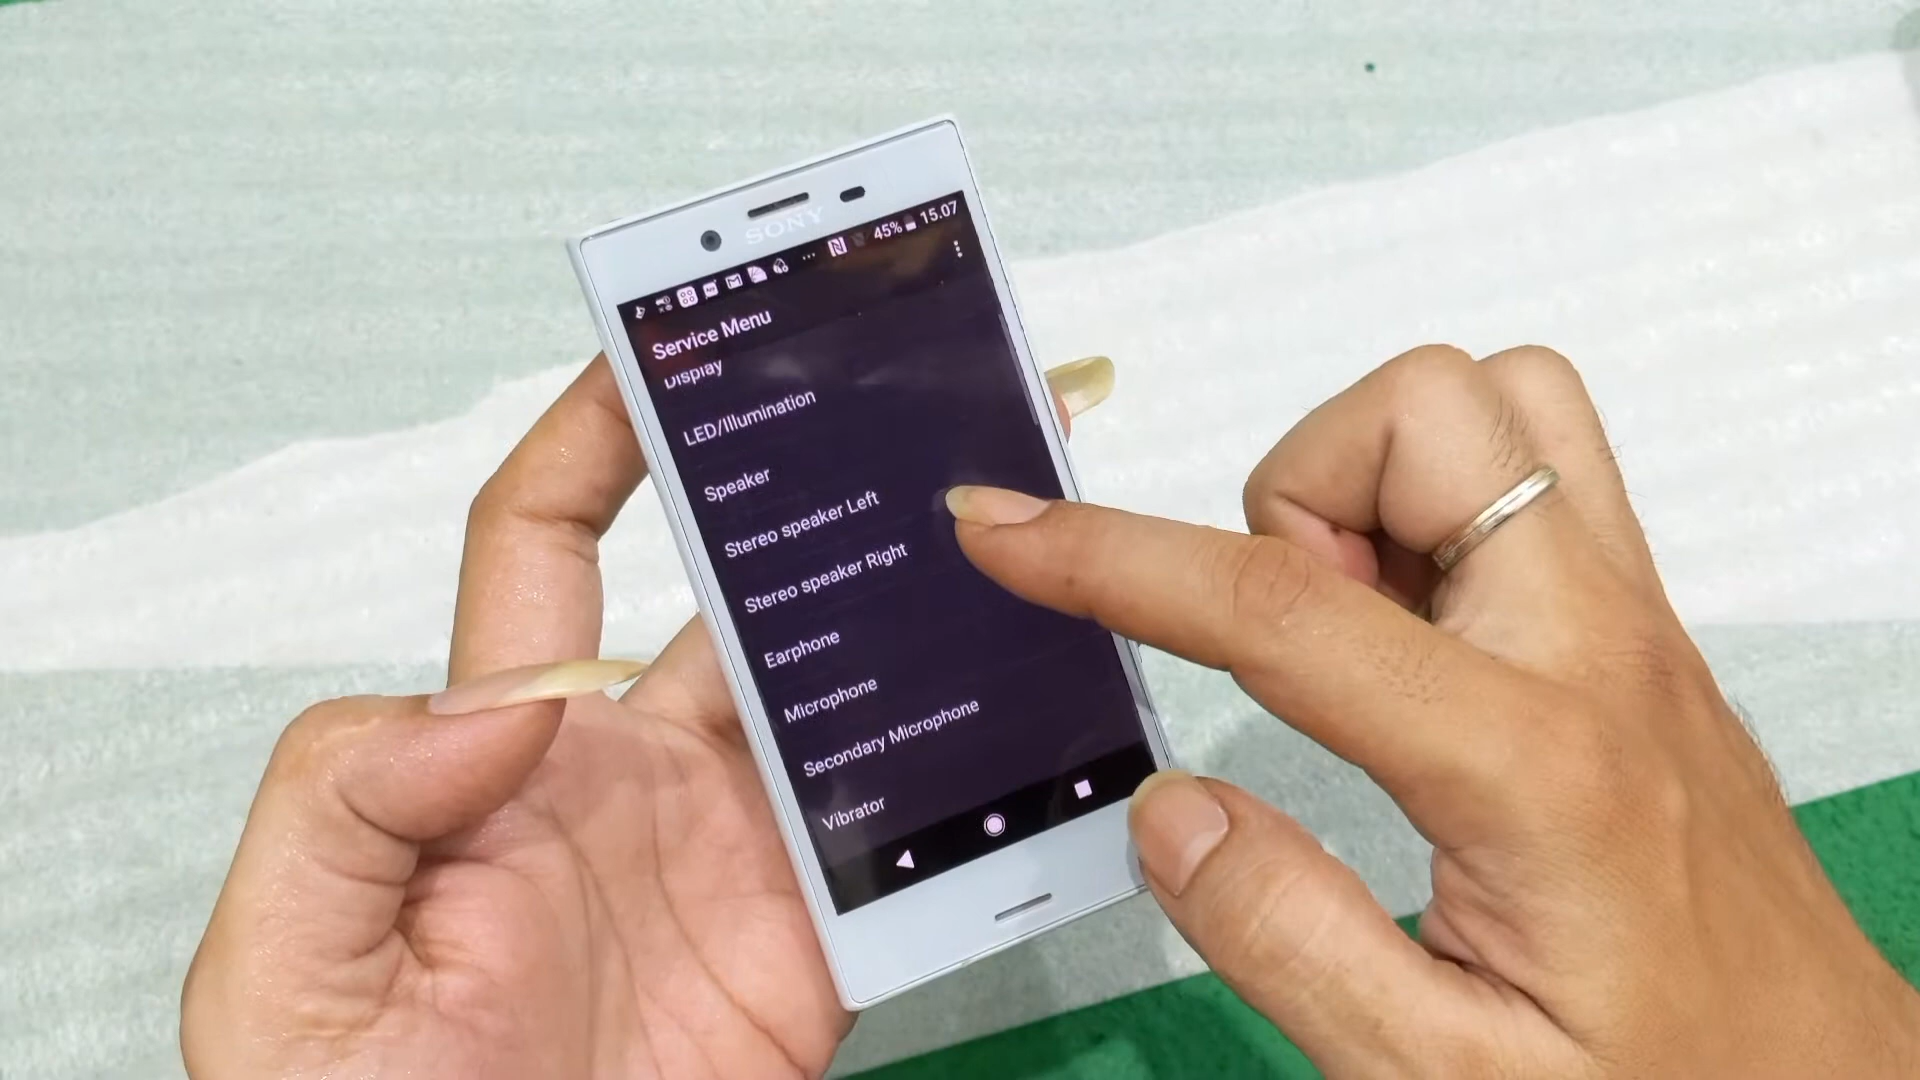 SONY
45% 15.07
Service Menu
Display
LED/Illumination
Speaker
Stereo speaker Left
Stereo speaker Right
Earphone
Microphone
Secondary Microphone
Vibrator